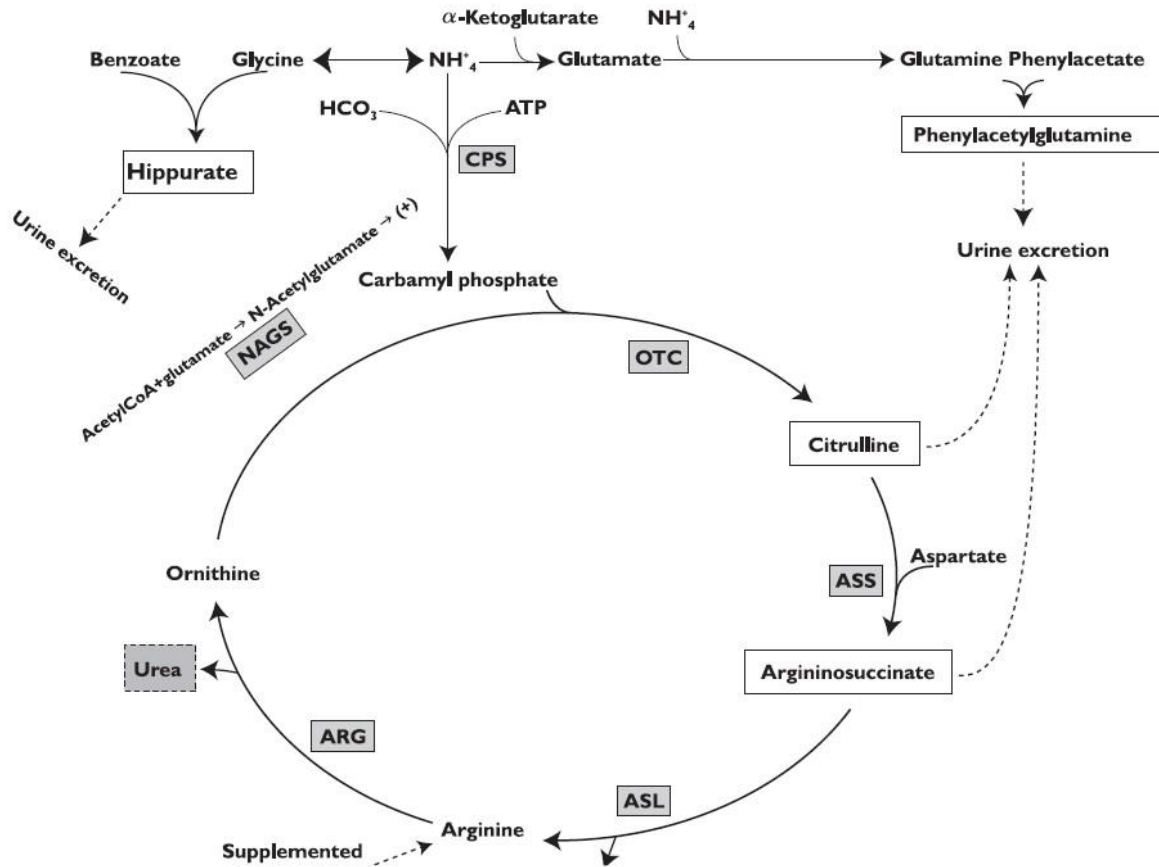 α-Ketoglutarate NH⁺₄
Benzoate Glycine NH⁺₄ Glutamate Glutamine Phenylacetate
HCO₃ ATP
CPS
Phenylacetylglutamine
Hippurate
Urine excretion
Urine excretion
AcetylCoA+glutamate → N-Acetylglutamate → (+)
NAGS
Carbamyl phosphate
OTC
Citrulline
Aspartate
ASS
Ornithine
Urea
Argininosuccinate
ARG
ASL
Arginine
Supplemented